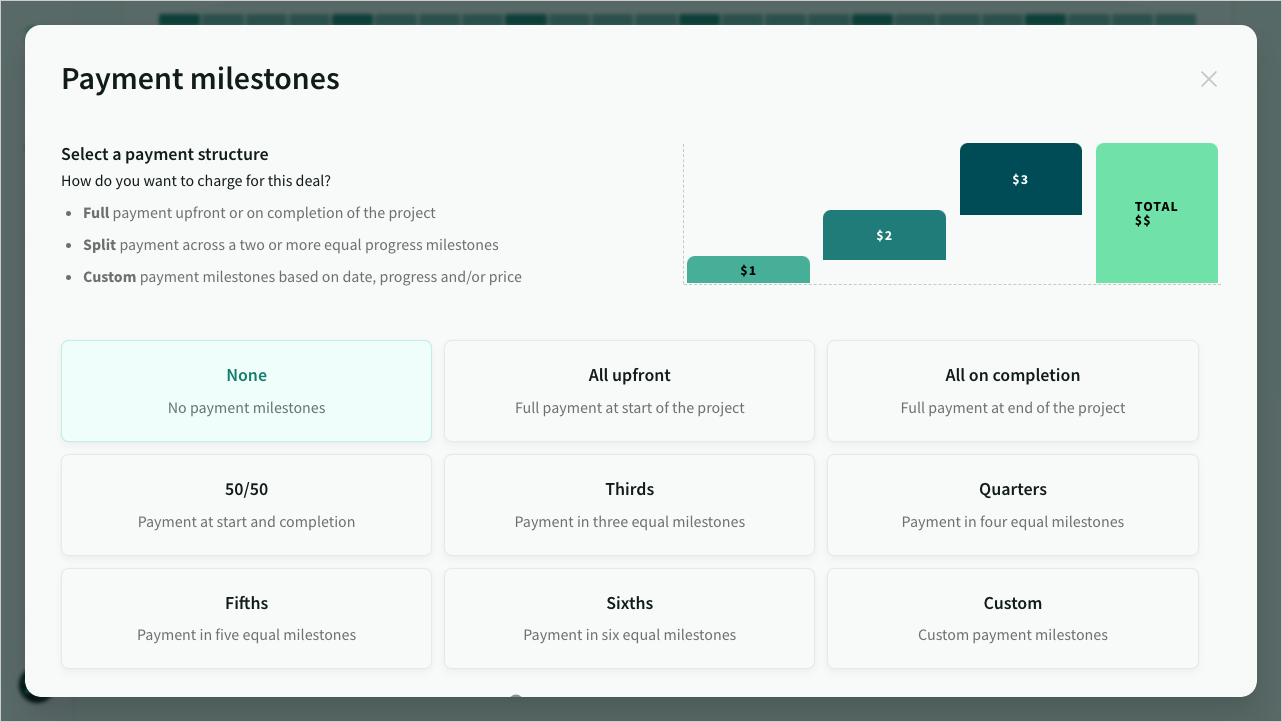 Payment milestones
Select a payment structure
How do you want to charge for this deal?
Full payment upfront or on completion of the project
Split payment across a two or more equal progress milestones
Custom payment milestones based on date, progress and/or price
$1
$2
$3
TOTAL
$$
None
No payment milestones
All upfront
Full payment at start of the project
All on completion
Full payment at end of the project
50/50
Payment at start and completion
Thirds
Payment in three equal milestones
Quarters
Payment in four equal milestones
Fifths
Payment in five equal milestones
Sixths
Payment in six equal milestones
Custom
Custom payment milestones